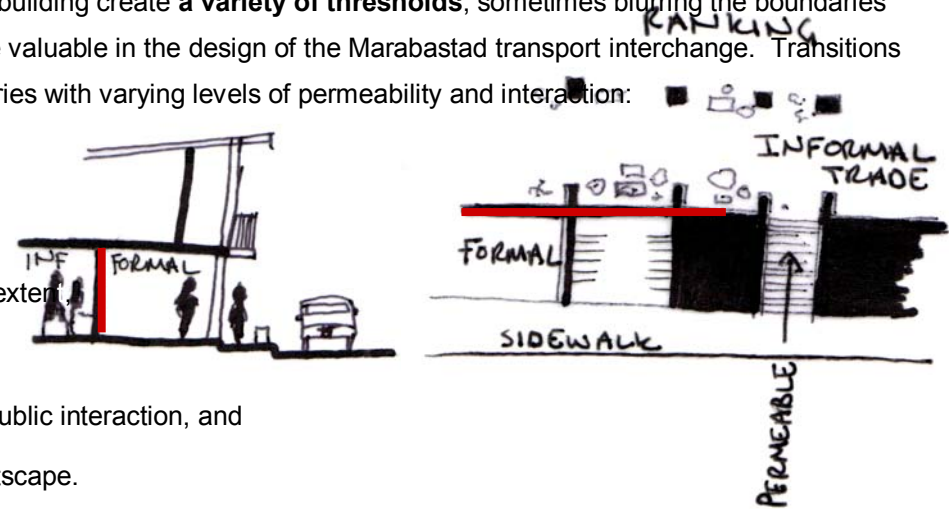 building create a variety of thresholds, sometimes blurring the boundaries
RANKING
valuable in the design of the Marabastad transport interchange. Transitions
ries with varying levels of permeability and interaction:
INFORMAL
TRADE
INF FORMAL
FORMAL
extent,
SIDEWALK
PERMEABLE
ublic interaction, and
tscape.